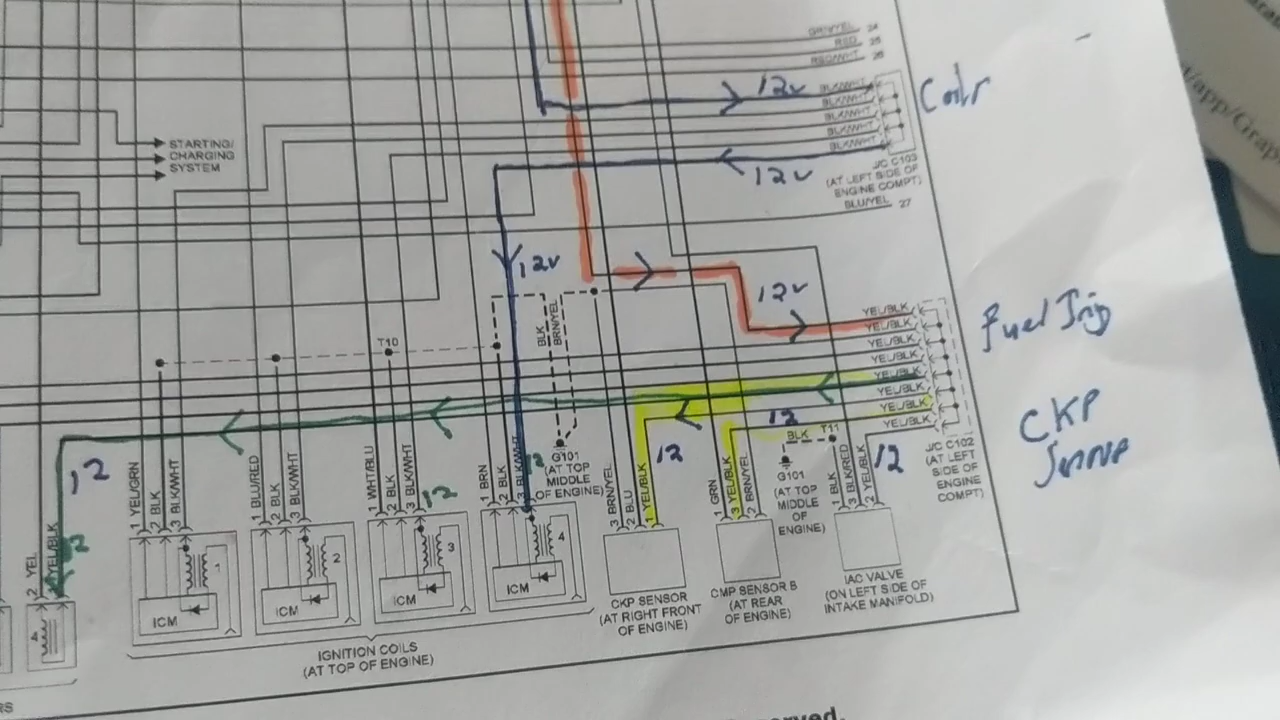 GRN/YEL 24
RED 25
RED/WHT 26
12v
BLK/WHT
BLK/WHT
BLK/WHT
BLK/WHT
BLK/WHT
12v
J/C C103
(AT LEFT SIDE OF
ENGINE COMPT)
BLU/YEL 27
STARTING/
CHARGING
SYSTEM
12v
12v
BLK
BRN/YEL
T10
YEL/BLK
YEL/BLK
YEL/BLK
YEL/BLK
YEL/BLK
YEL/BLK
YEL/BLK
YEL/BLK
J/C C102
(AT LEFT
SIDE OF
ENGINE
COMPT)
Fuel Inj
CKP
12
BLK T11
G101
(AT TOP
MIDDLE
OF ENGINE)
G101
(AT TOP
MIDDLE
OF
ENGINE)
12
12
12
12
2 YEL
YEL/BLK
1 YEL/GRN
2 BLK
3 BLK/WHT
1 BLU/RED
2 BLK
3 BLK/WHT
1 WHT/BLU
2 BLK
3 BLK/WHT
1 BRN
2 BLK
3 BLK/WHT
3 BRN/YEL
2 BLU
1 YEL/BLK
1 GRN
3 YEL/BLK
2 BRN/YEL
1 BLK
3 BLK/RED
2 YEL/BLK
4
1
2
3
4
ICM
ICM
ICM
ICM
IGNITION COILS
(AT TOP OF ENGINE)
CKP SENSOR
(AT RIGHT FRONT
OF ENGINE)
CMP SENSOR B
(AT REAR
OF ENGINE)
IAC VALVE
(ON LEFT SIDE OF
INTAKE MANIFOLD)